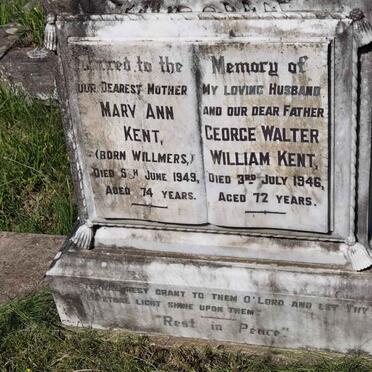 Sacred to the
OUR DEAREST MOTHER
MARY ANN
KENT,
(BORN WILLMERS,)
DIED 5TH JUNE 1949,
AGED 74 YEARS.
Memory of
MY LOVING HUSBAND
AND OUR DEAR FATHER
GEORGE WALTER
WILLIAM KENT,
DIED 3RD JULY 1946,
AGED 72 YEARS.
REST GRANT TO THEM O'LORD AND LET THY
LIGHT SHINE UPON THEM"
"Rest in Peace"